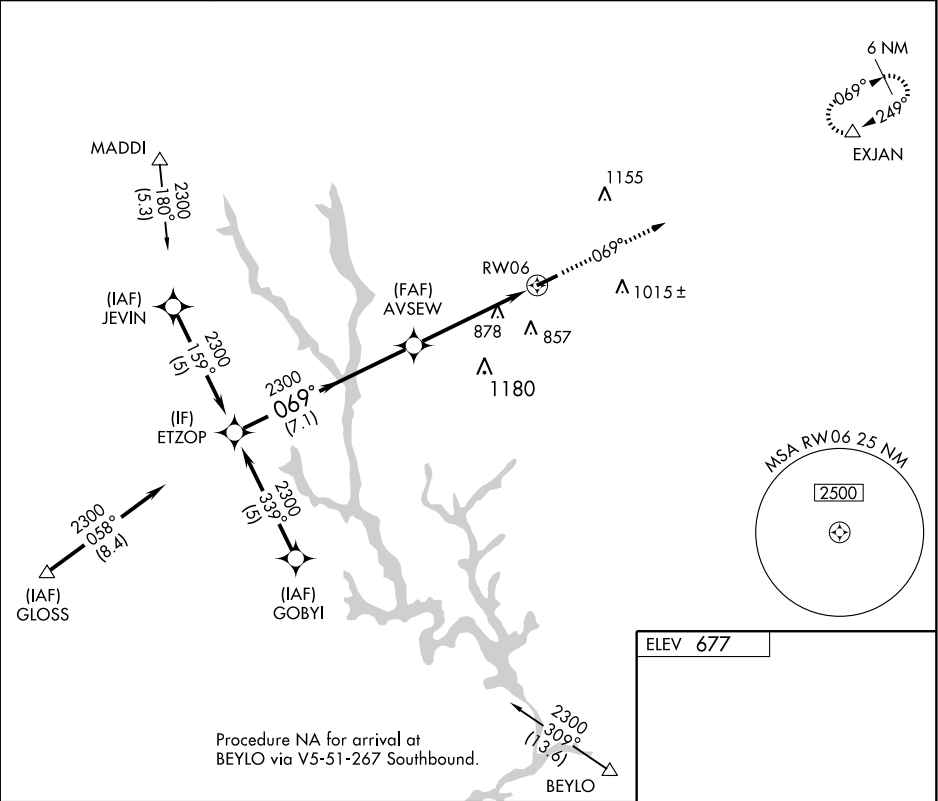 6 NM
069°
249°
EXJAN
MADDI
2300
180°
(5.3)
1155
RW06
069°
1015±
(IAF)
JEVIN
(FAF)
AVSEW
878
857
1180
2300
159°
(5)
2300
069°
(7.1)
(IF)
ETZOP
2300
339°
(5)
2300
058°
(8.4)
(IAF)
GLOSS
(IAF)
GOBYI
MSA RW06 25 NM
2500
ELEV 677
Procedure NA for arrival at
BEYLO via V5-51-267 Southbound.
2300
309°
(13.6)
BEYLO